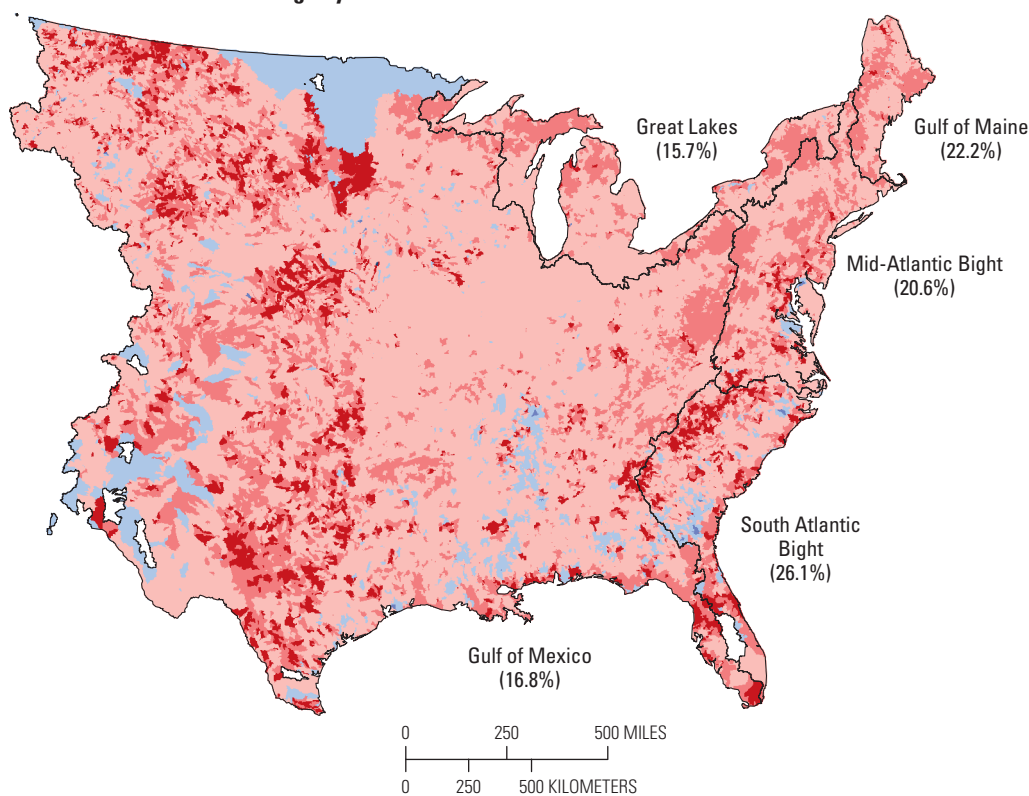 Great Lakes
(15.7%)
Gulf of Maine
(22.2%)
Mid-Atlantic Bight
(20.6%)
South Atlantic
Bight
(26.1%)
Gulf of Mexico
(16.8%)
0 250 500 MILES
0 250 500 KILOMETERS